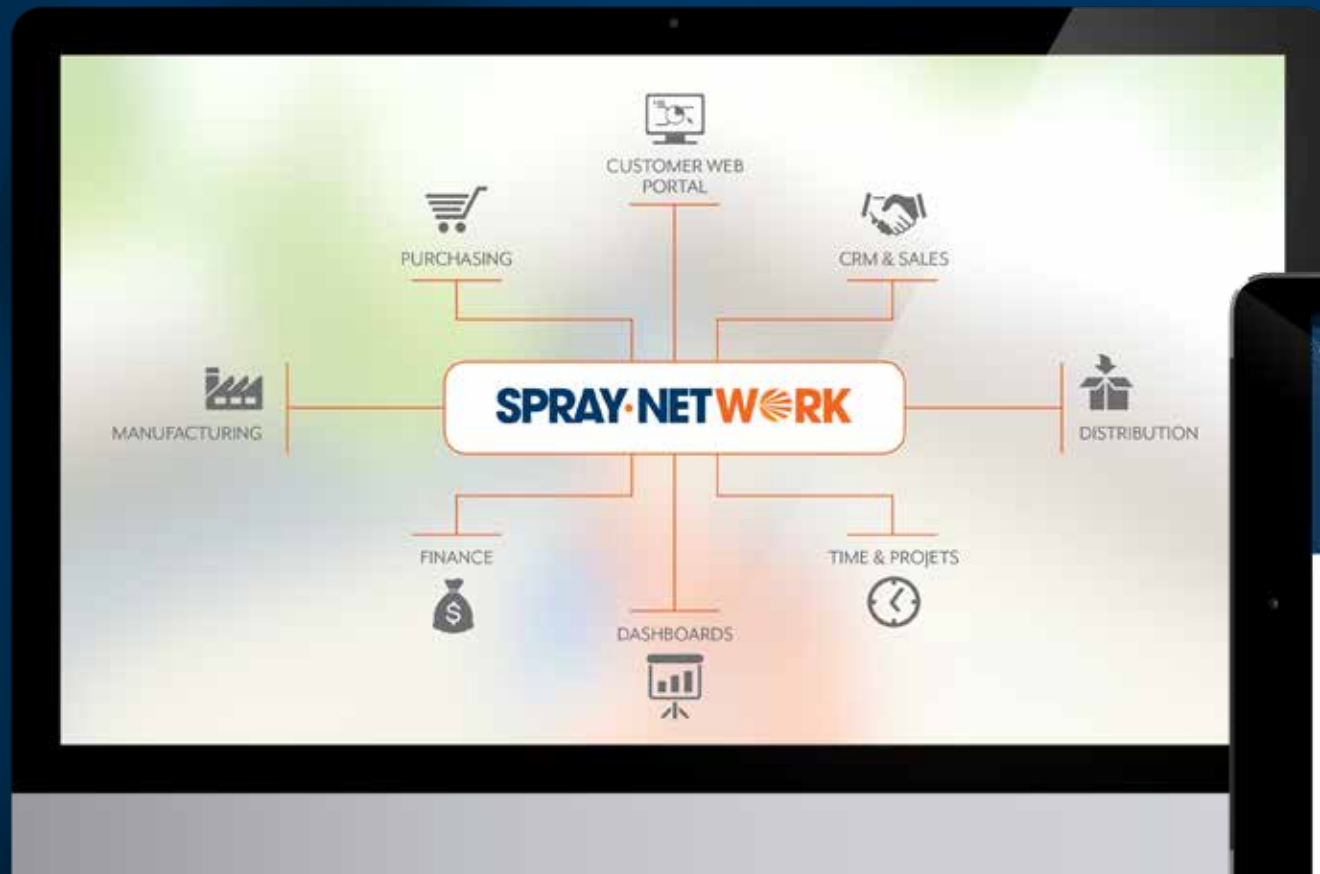 CUSTOMER WEB
PORTAL
PURCHASING
CRM & SALES
SPRAY·NETWORK
MANUFACTURING
DISTRIBUTION
FINANCE
TIME & PROJETS
DASHBOARDS
$